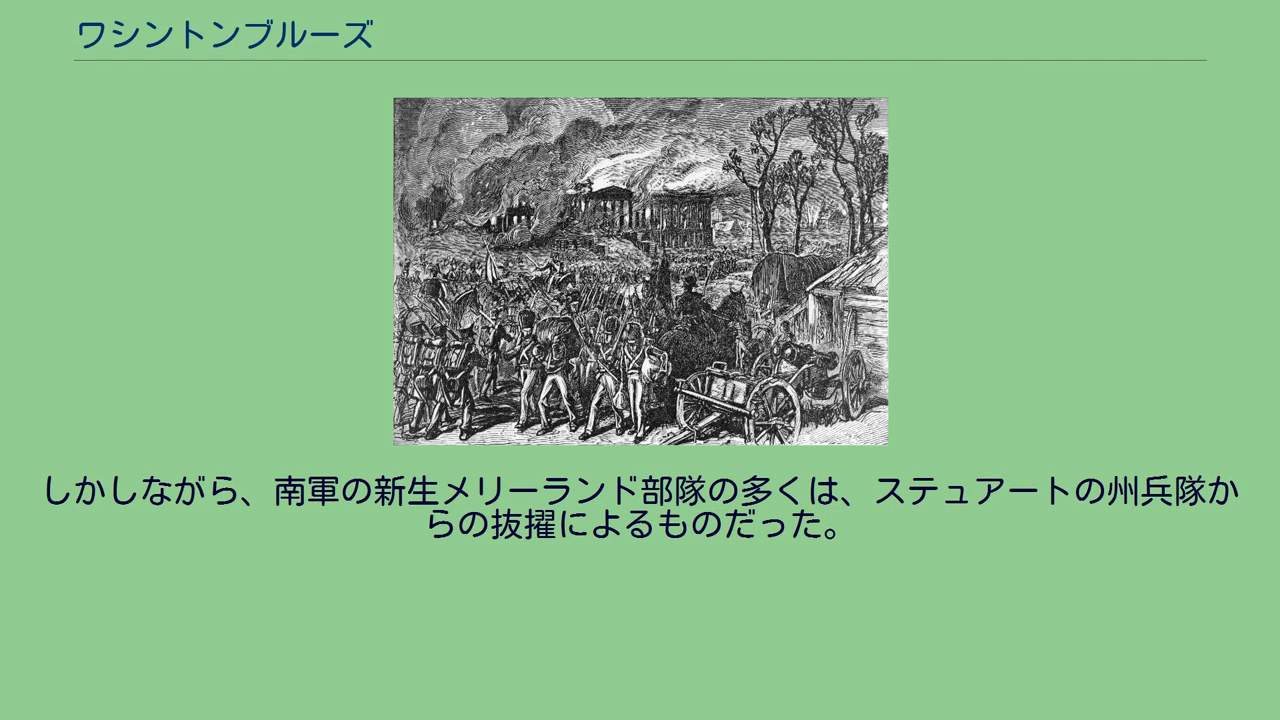 ワシントンブルーズ
しかしながら、南軍の新生メリーランド部隊の多くは、ステュアートの州兵隊か
らの抜擢によるものだった。